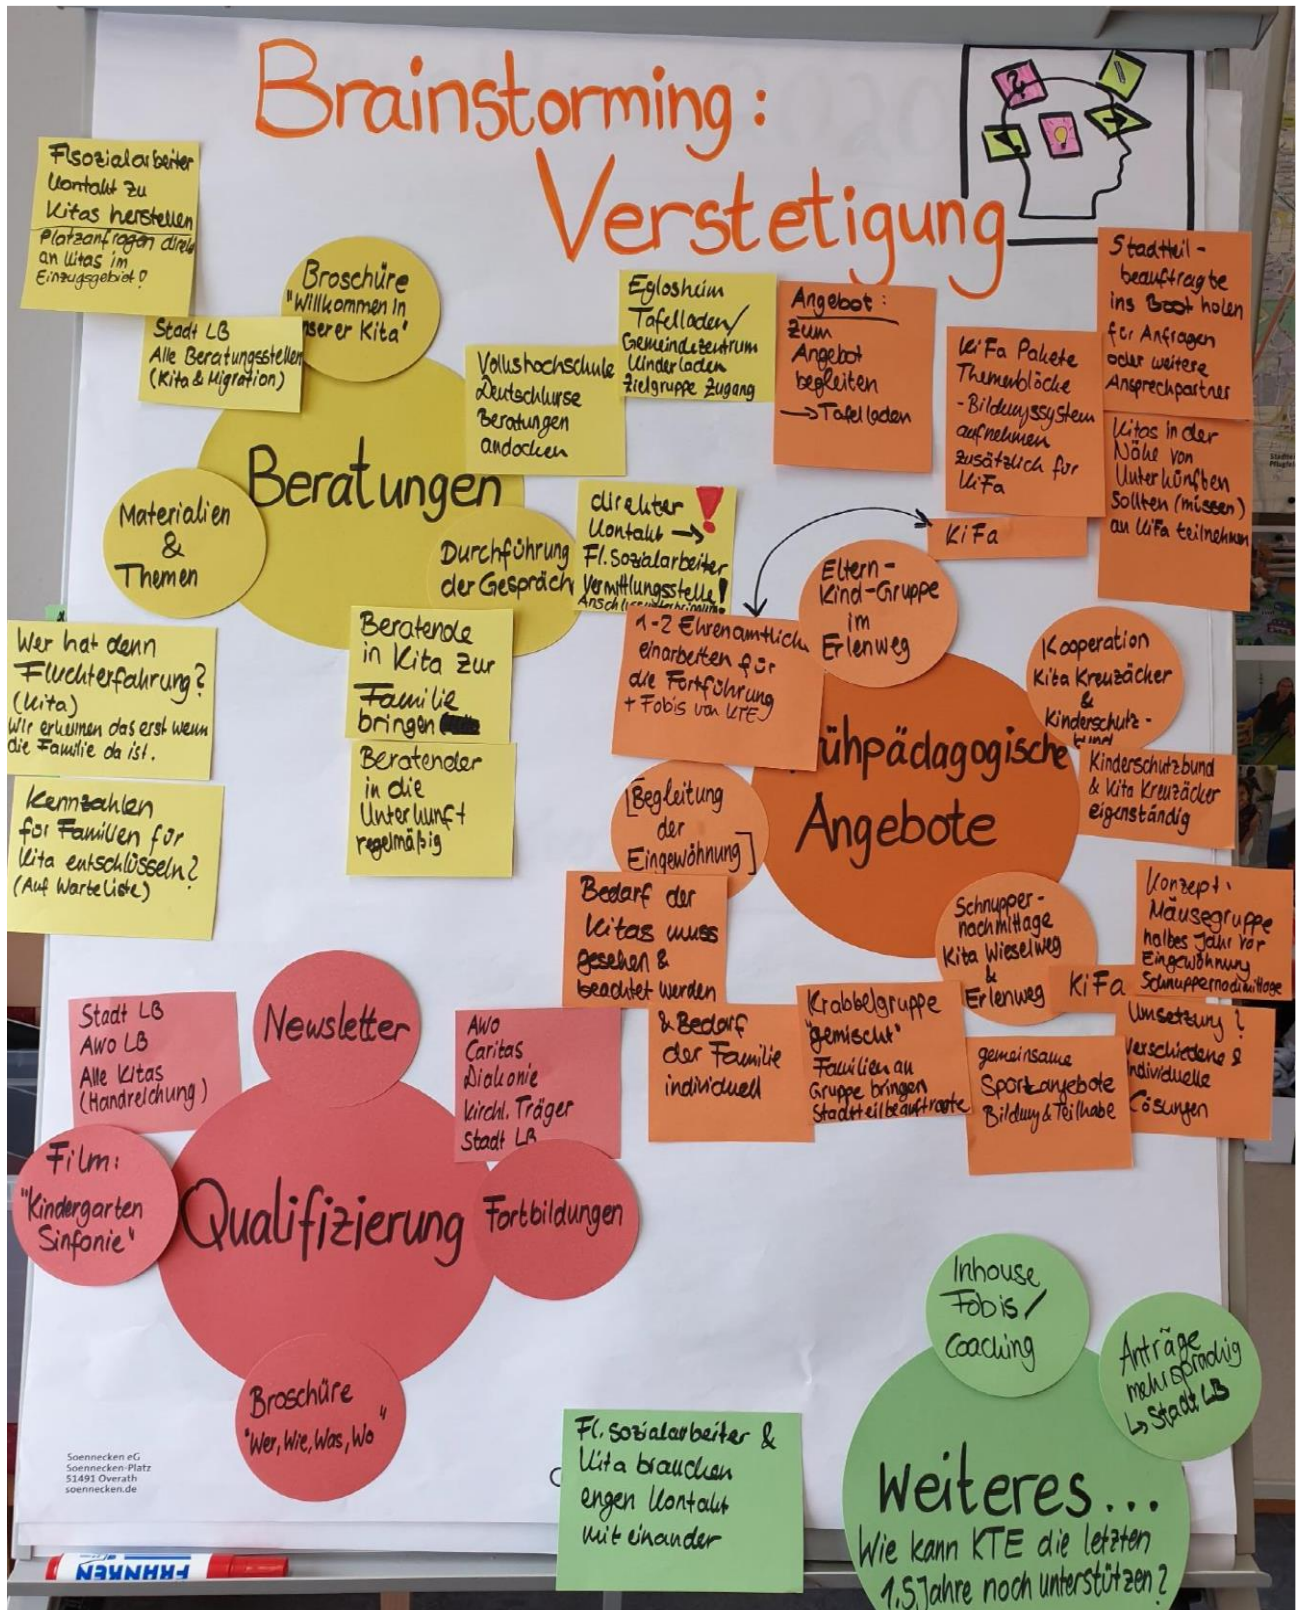 Brainstorming:
Verstetigung
Flsozialarbeiter
Kontakt zu
Kitas herstellen
Platzanfragen direkt
an Kitas im
Einzugsgebiet!
Broschüre
"Willkommen in
nserer Kita"
Stadt LB
Alle Beratungsstellen
(Kita & Migration)
Beratungen
Volkshochschule
Deutschkurse
Beratungen
andocken
Eglosheim
Tafelladen/
Gemeindezentrum
Kinderladen
Zielgruppe Zugang
Materialien
&
Themen
Durchführung
der Gespräch
direkter
Kontakt →
Fl. Sozialarbeiter
Vermittlungsstelle!
Wer hat denn
Fluchterfahrung?
(Kita)
Wir erkennen das erst wenn
die Familie da ist.
Kennzahlen
für Familien für
Kita entschlüsseln?
(Auf Warteliste)
Beratende
in Kita zur
Familie
bringen
Beratender
in die
Unterkunft
regelmäßig
Angebot:
zum
Angebot
begleiten
→ Tafelladen
KiFa Pakete
Themenblöcke
- Bildungssystem
aufnehmen
zusätzlich für
KiFa
Stadtteil-
beauftragte
ins Boot holen
für Anfragen
oder weitere
Ansprechpartner
Kitas in der
Nähe von
Unterkünften
sollten (müssen)
an KiFa teilnehmen
KiFa
Eltern-
Kind-Gruppe
im
Erlenweg
1-2 Ehrenamtliche
einarbeiten für
die Fortführung
+ Fobis von KTE
Kooperation
Kita Kreuzäcker
&
Kinderschutz-
bund
Kinderschutzbund
& Kita Kreuzäcker
eigenständig
ühpädagogische
Angebote
[Begleitung
der
Eingewöhnung]
Bedarf der
Kitas muss
gesehen &
beachtet werden
& Bedarf
der Familie
individuell
Schnupper-
nachmittage
Kita Wieselweg
&
Erlenweg
KiFa
Konzept:
Mäusegruppe
halbes Jahr vor
Eingewöhnung
Schnuppernachmittage
Krabbelgruppe
"gemischt"
Familien an
Gruppe bringen
Stadtteilbeauftragte
gemeinsame
Sportangebote
Bildung & Teilhabe
Umsetzung?
Verschiedene &
Individuelle
Lösungen
Stadt LB
Awo LB
Alle Kitas
(Handreichung)
Newsletter
Awo
Caritas
Diakonie
kirchl. Träger
Stadt LB
Film:
"Kindergarten
Sinfonie"
Qualifizierung
Fortbildungen
Broschüre
"Wer, Wie, Was, Wo"
Inhouse
Fobis/
Coaching
Anträge
mehrsprachig
↳ Stadt LB
Fl. sozialarbeiter &
Kita brauchen
engen Kontakt
miteinander
Weiteres...
Wie kann KTE die letzten
1,5 Jahre noch unterstützen?
Soennecken eG
Soennecken-Platz
51491 Overath
soennecken.de
FRANKEN